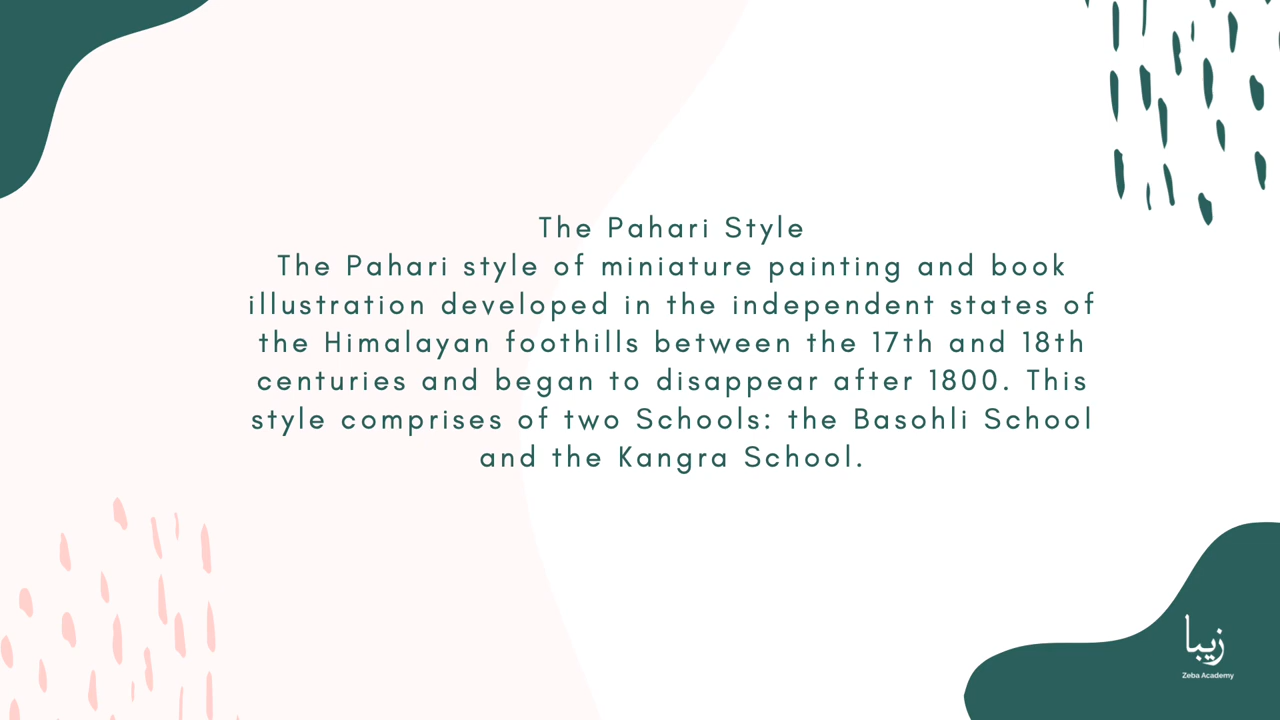 The Pahari Style
The Pahari style of miniature painting and book
illustration developed in the independent states of
the Himalayan foothills between the 17th and 18th
centuries and began to disappear after 1800. This
style comprises of two Schools: the Basohli School
and the Kangra School.
زیبا
Zeba Academy